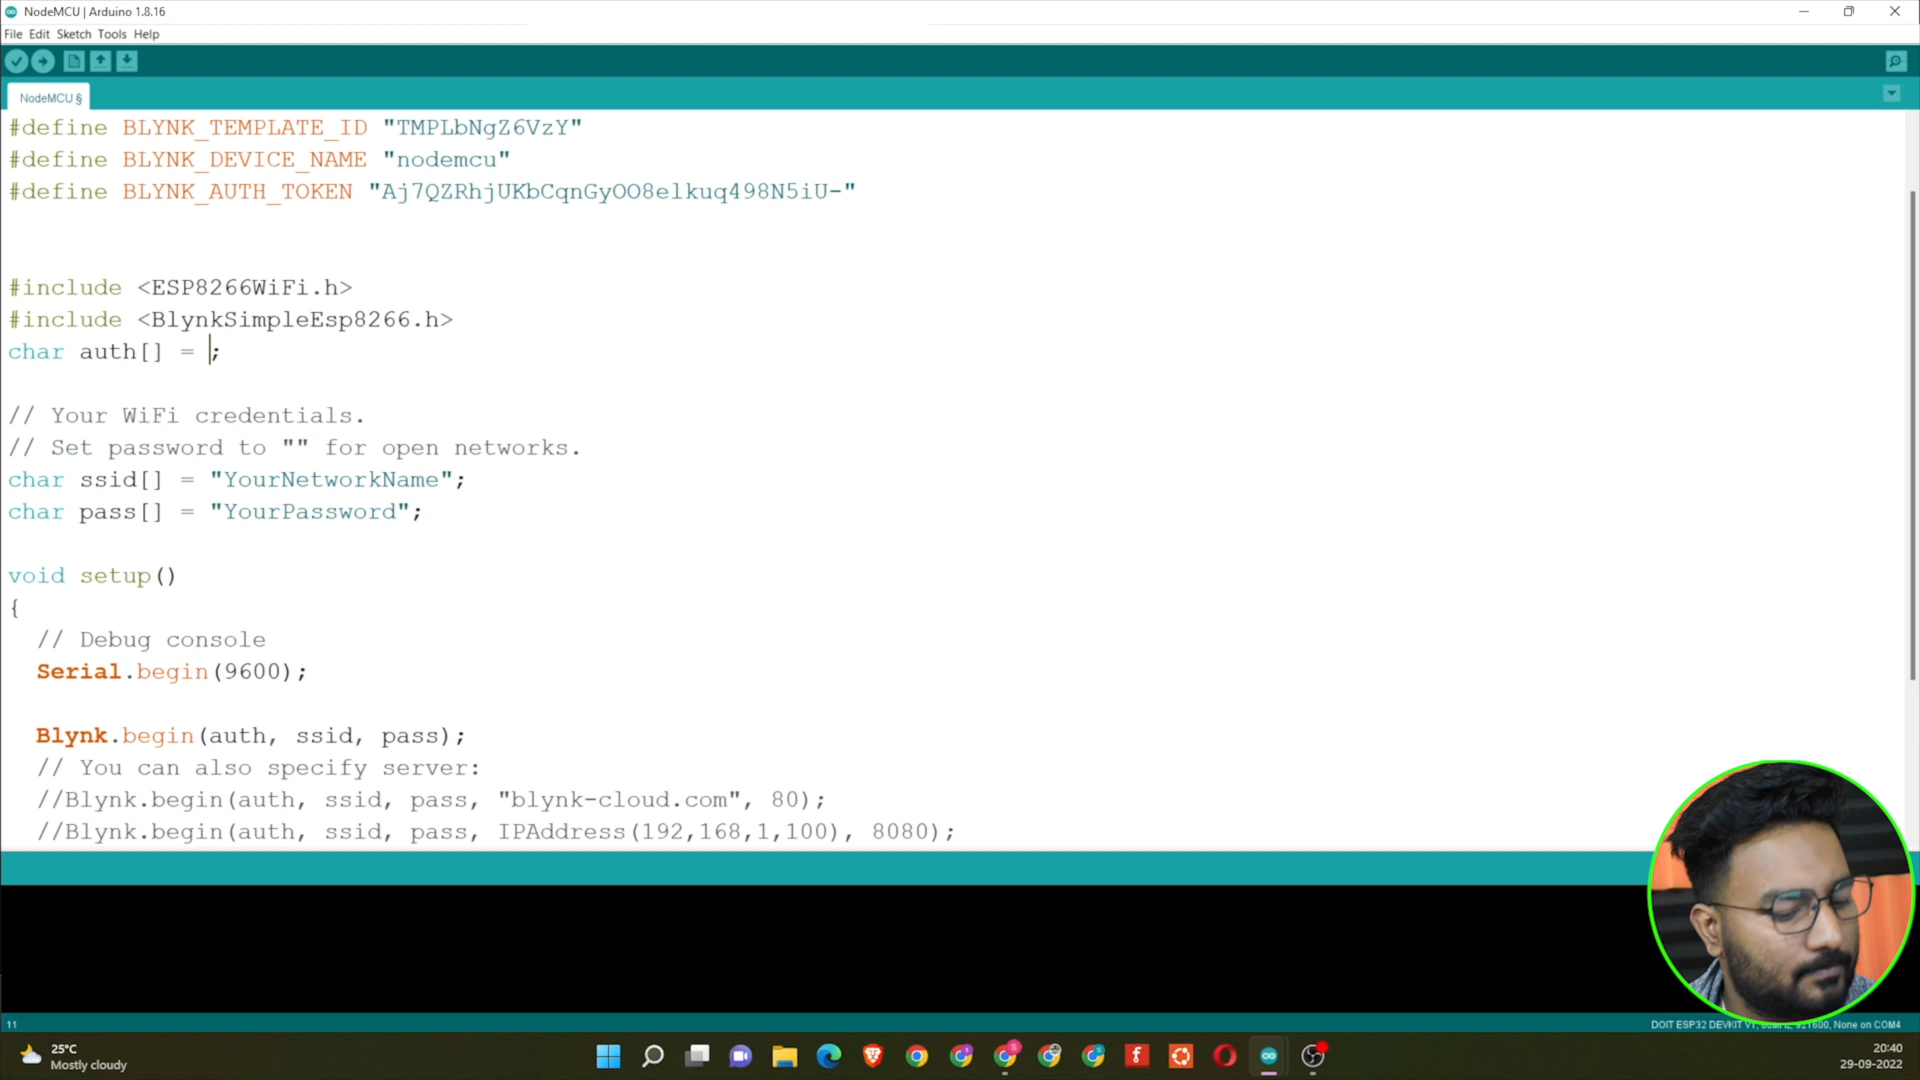 NodeMCU | Arduino 1.8.16
File Edit Sketch Tools Help
NodeMCU §
#define BLYNK_TEMPLATE_ID "TMPLbNgZ6VzY"
#define BLYNK_DEVICE_NAME "nodemcu"
#define BLYNK_AUTH_TOKEN "Aj7QZRhjUKbCqnGyOO8elkuq498N5iU-"
#include <ESP8266WiFi.h>
#include <BlynkSimpleEsp8266.h>
char auth[] = ;
// Your WiFi credentials.
// Set password to "" for open networks.
char ssid[] = "YourNetworkName";
char pass[] = "YourPassword";
void setup()
{
// Debug console
Serial.begin(9600);
Blynk.begin(auth, ssid, pass);
// You can also specify server:
//Blynk.begin(auth, ssid, pass, "blynk-cloud.com", 80);
//Blynk.begin(auth, ssid, pass, IPAddress(192,168,1,100), 8080);
11
DOIT ESP32 DEVKIT V1, None on COM4
25°C
Mostly cloudy
20:40
29-09-2022